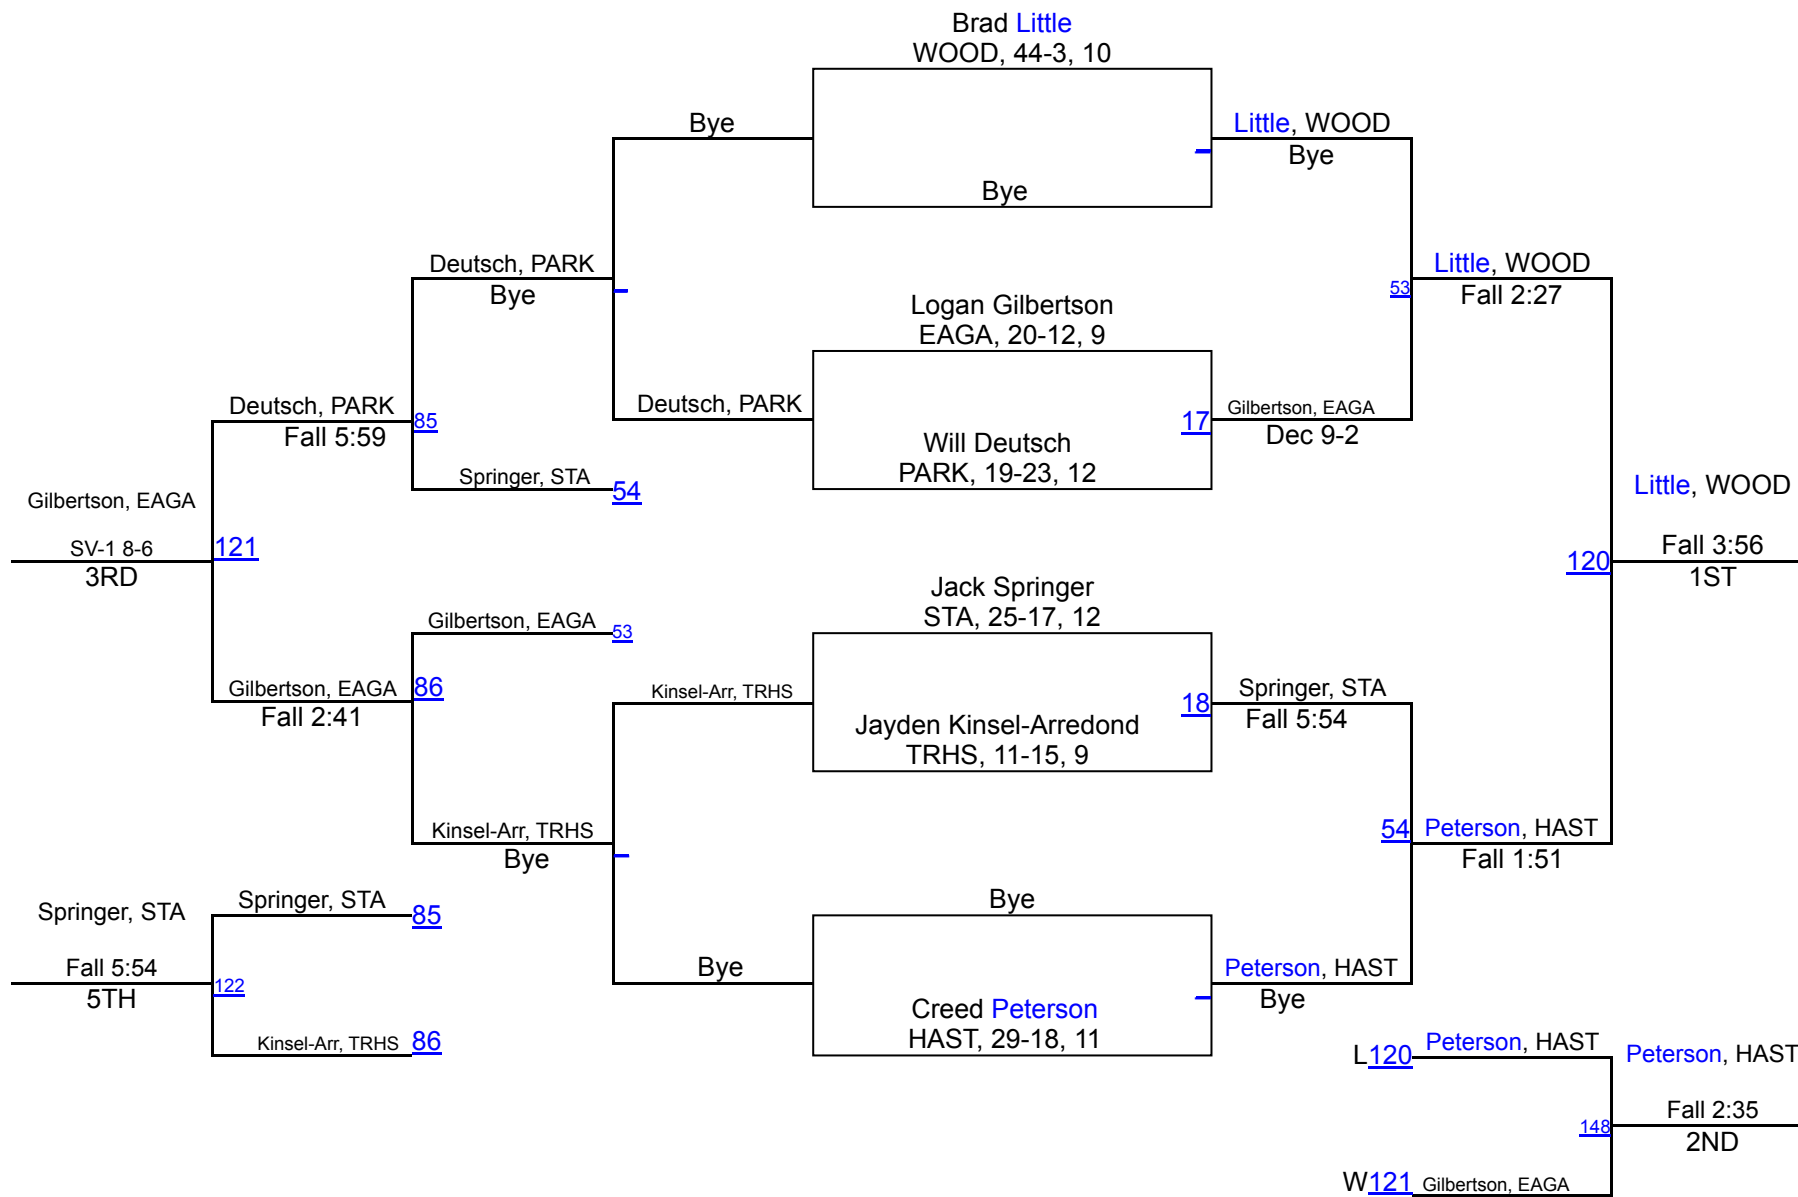 Brad Little
WOOD, 44-3, 10
Bye
Little, WOOD
Bye
Bye
Deutsch, PARK
Bye
Little, WOOD
53
Fall 2:27
Logan Gilbertson
EAGA, 20-12, 9
Deutsch, PARK
Fall 5:59
85
Deutsch, PARK
17
Gilbertson, EAGA
Dec 9-2
Will Deutsch
PARK, 19-23, 12
Springer, STA
54
Gilbertson, EAGA
Little, WOOD
SV-1 8-6
121
3RD
120
Fall 3:56
1ST
Jack Springer
STA, 25-17, 12
Gilbertson, EAGA
53
Gilbertson, EAGA
86
Fall 2:41
Kinsel-Arr, TRHS
18
Springer, STA
Fall 5:54
Jayden Kinsel-Arredond
TRHS, 11-15, 9
Kinsel-Arr, TRHS
Bye
54
Peterson, HAST
Fall 1:51
Springer, STA
Springer, STA
85
Bye
Fall 5:54
122
5TH
Bye
Peterson, HAST
Bye
Creed Peterson
HAST, 29-18, 11
Kinsel-Arr, TRHS
86
L120
Peterson, HAST
Peterson, HAST
Fall 2:35
148
2ND
W121
Gilbertson, EAGA